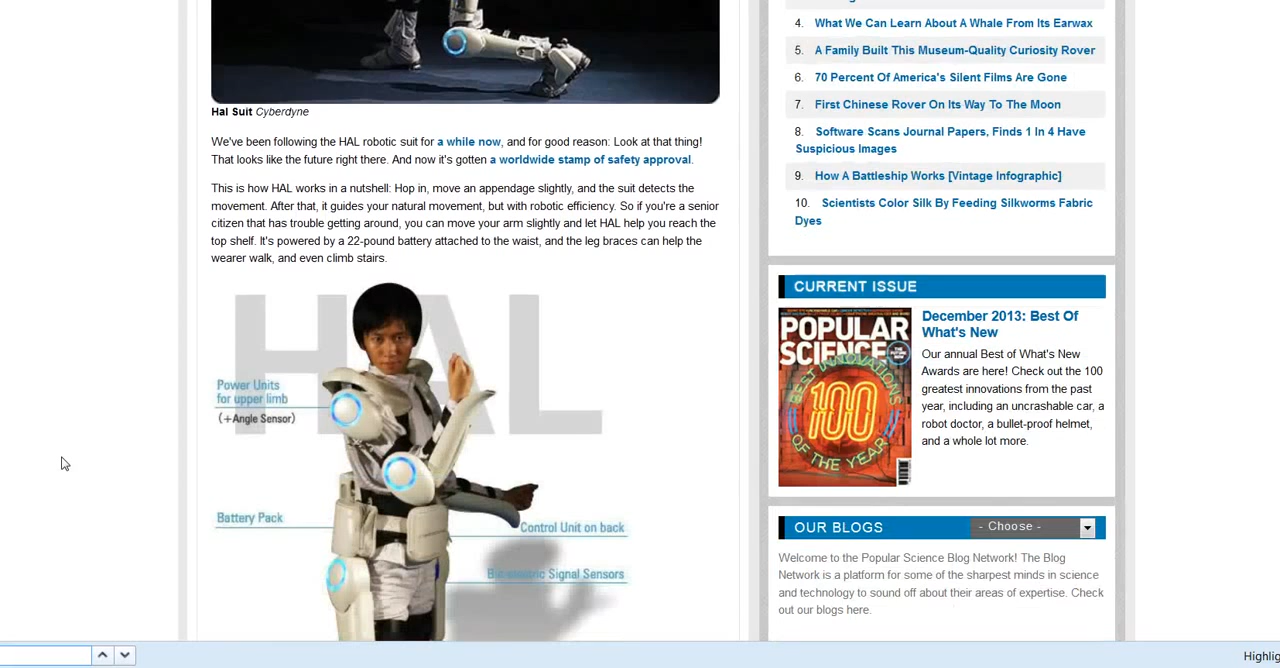 Hal Suit Cyberdyne
We've been following the HAL robotic suit for a while now, and for good reason: Look at that thing!
That looks like the future right there. And now it's gotten a worldwide stamp of safety approval.
This is how HAL works in a nutshell: Hop in, move an appendage slightly, and the suit detects the
movement. After that, it guides your natural movement, but with robotic efficiency. So if you're a senior
citizen that has trouble getting around, you can move your arm slightly and let HAL help you reach the
top shelf. It's powered by a 22-pound battery attached to the waist, and the leg braces can help the
wearer walk, and even climb stairs.
HAL
Power Units
for upper limb
(+Angle Sensor)
Battery Pack
Control Unit on back
Bio-metric Signal Sensors
4. What We Can Learn About A Whale From Its Earwax
5. A Family Built This Museum-Quality Curiosity Rover
6. 70 Percent Of America's Silent Films Are Gone
7. First Chinese Rover On Its Way To The Moon
8. Software Scans Journal Papers, Finds 1 In 4 Have
Suspicious Images
9. How A Battleship Works [Vintage Infographic]
10. Scientists Color Silk By Feeding Silkworms Fabric
Dyes
CURRENT ISSUE
POPULAR
SCIENCE
BEST INNOVATIONS
100
OF THE YEAR
December 2013: Best Of
What's New
Our annual Best of What's New
Awards are here! Check out the 100
greatest innovations from the past
year, including an uncrashable car, a
robot doctor, a bullet-proof helmet,
and a whole lot more.
OUR BLOGS
- Choose -
Welcome to the Popular Science Blog Network! The Blog
Network is a platform for some of the sharpest minds in science
and technology to sound off about their areas of expertise. Check
out our blogs here.
Highlig